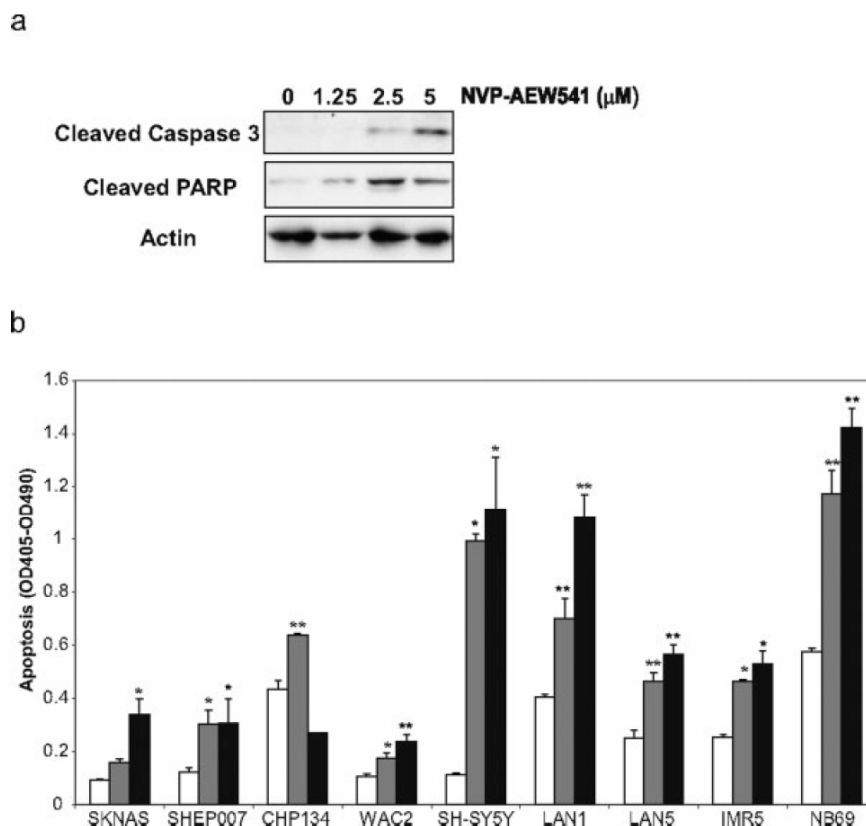 a
0 1.25 2.5 5 NVP-AEW541 (μM)
Cleaved Caspase 3
Cleaved PARP
Actin
b
Apoptosis (OD405-OD490)
1.6
1.4
1.2
1
0.8
0.6
0.4
0.2
0
* * * ** * ** * * ** ** ** ** * * ** **
SKNAS SHEP007 CHP134 WAC2 SH-SY5Y LAN1 LAN5 IMR5 NB69